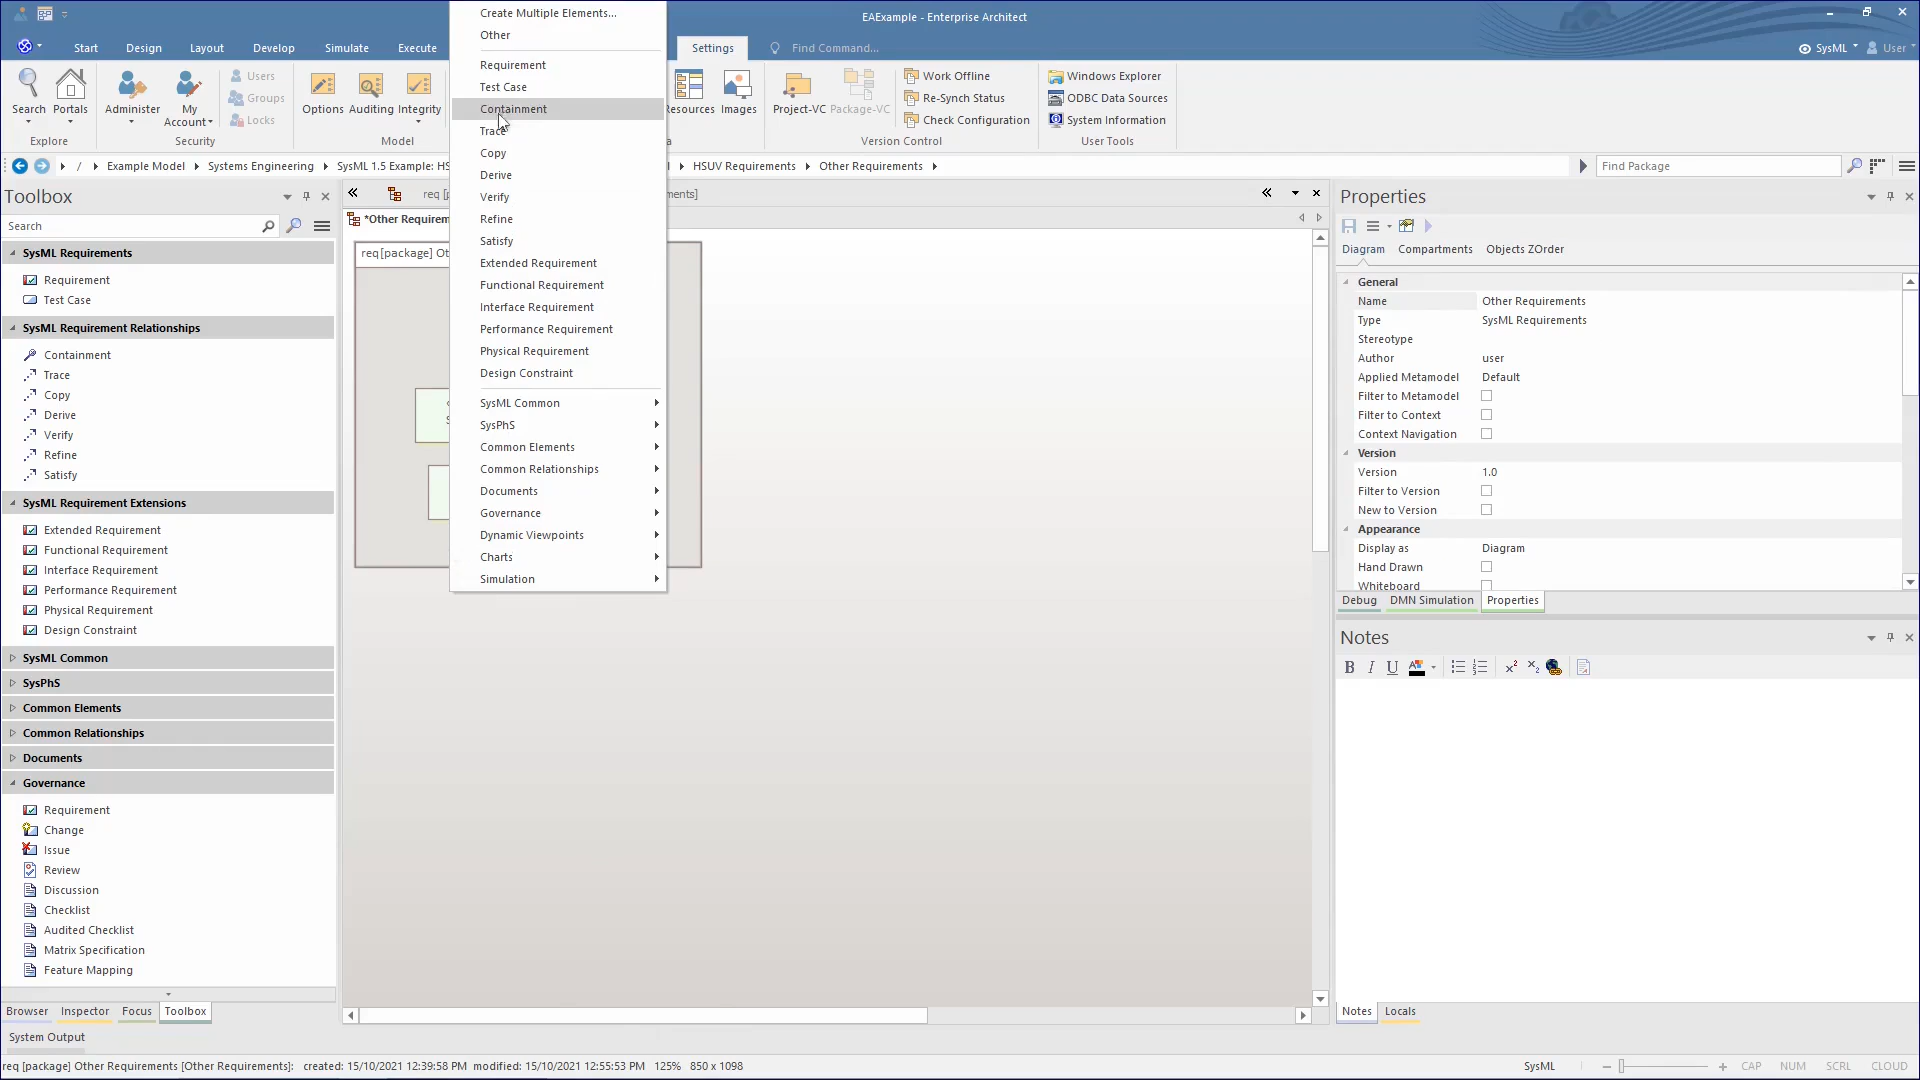 EAExample - Enterprise Architect
Start
Design
Layout
Develop
Simulate
Execute
Settings
Find Command...
SysML
User
Search
Portals
Explore
Administer
My
Account
Users
Groups
Locks
Security
Options
Auditing
Integrity
Model
Resources
Images
Project-VC
Package-VC
Work Offline
Re-Synch Status
Check Configuration
Version Control
Windows Explorer
ODBC Data Sources
System Information
User Tools
/
Example Model
Systems Engineering
SysML 1.5 Example: HS
HSUV Requirements
Other Requirements
Find Package
Toolbox
Search
SysML Requirements
Requirement
Test Case
SysML Requirement Relationships
Containment
Trace
Copy
Derive
Verify
Refine
Satisfy
SysML Requirement Extensions
Extended Requirement
Functional Requirement
Interface Requirement
Performance Requirement
Physical Requirement
Design Constraint
SysML Common
SysPhS
Common Elements
Common Relationships
Documents
Governance
Requirement
Change
Issue
Review
Discussion
Checklist
Audited Checklist
Matrix Specification
Feature Mapping
Browser
Inspector
Focus
Toolbox
System Output
*Other Requirem
req [package] Ot
Create Multiple Elements...
Other
Requirement
Test Case
Containment
Trace
Copy
Derive
Verify
Refine
Satisfy
Extended Requirement
Functional Requirement
Interface Requirement
Performance Requirement
Physical Requirement
Design Constraint
SysML Common
SysPhS
Common Elements
Common Relationships
Documents
Governance
Dynamic Viewpoints
Charts
Simulation
Properties
Diagram
Compartments
Objects ZOrder
General
Name Other Requirements
Type SysML Requirements
Stereotype
Author user
Applied Metamodel Default
Filter to Metamodel
Filter to Context
Context Navigation
Version
Version 1.0
Filter to Version
New to Version
Appearance
Display as Diagram
Hand Drawn
Whiteboard
Debug
DMN Simulation
Properties
Notes
B I U
Notes
Locals
req [package] Other Requirements [Other Requirements]: created: 15/10/2021 12:39:58 PM modified: 15/10/2021 12:55:53 PM 125% 850 x 1098
SysML
CAP
NUM
SCRL
CLOUD